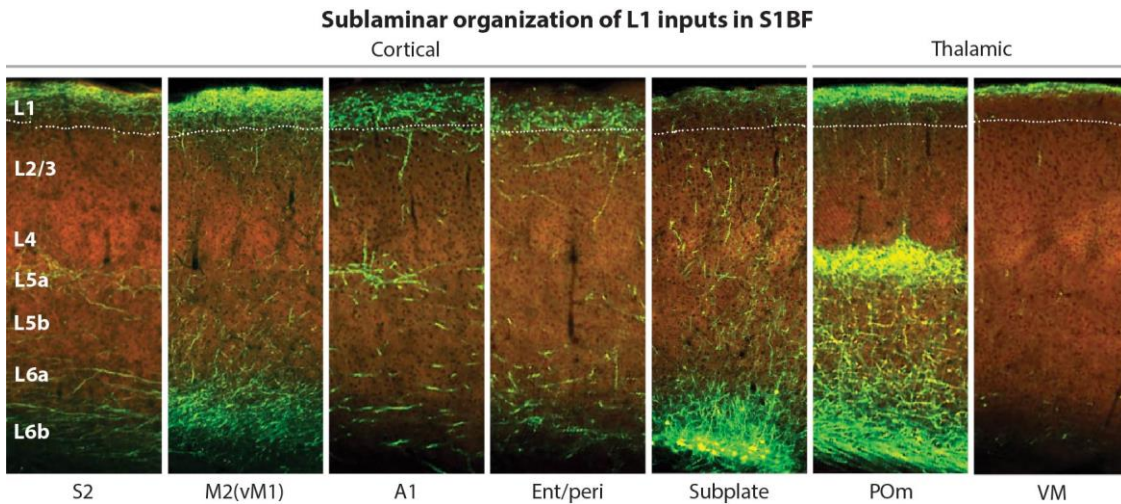 Sublaminar organization of L1 inputs in S1BF
Cortical
Thalamic
L1
L2/3
L4
L5a
L5b
L6a
L6b
S2
M2(vM1)
A1
Ent/peri
Subplate
POm
VM